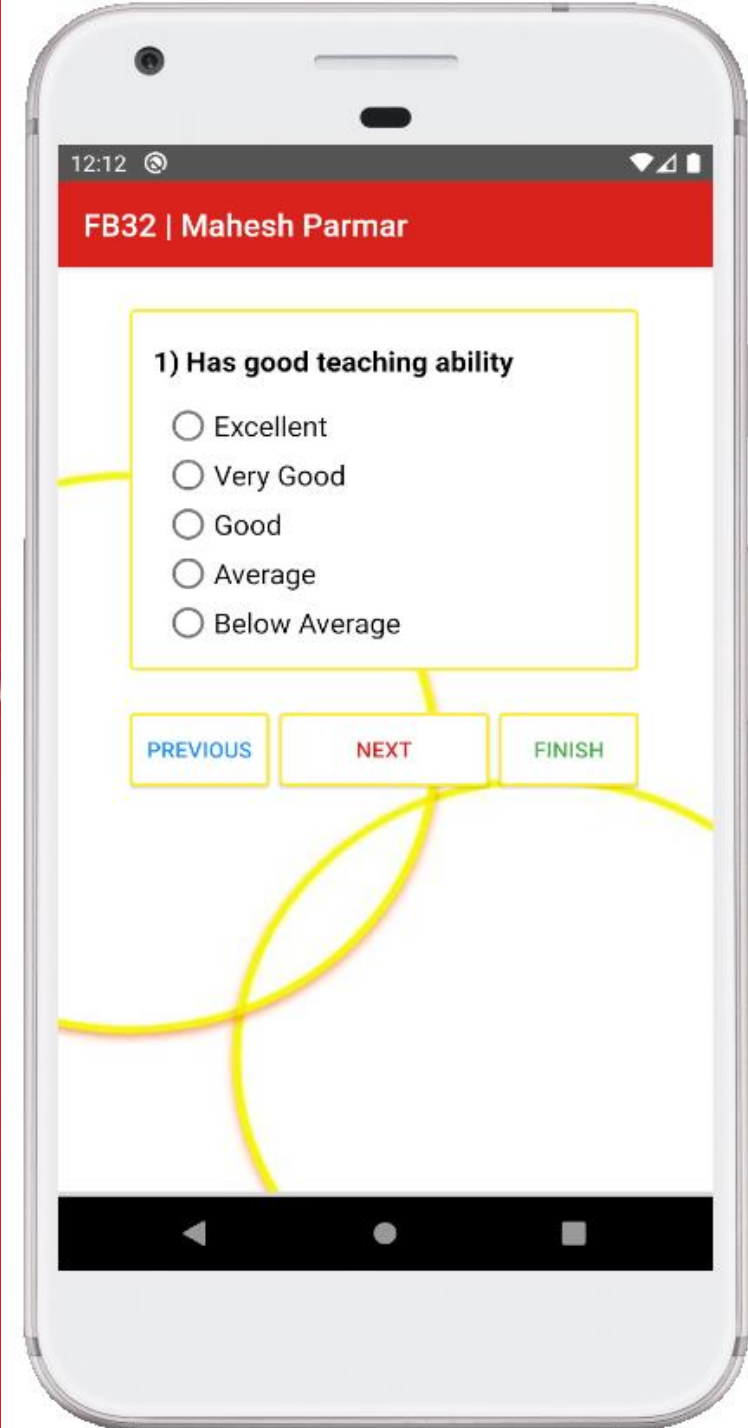 12:12
FB32 | Mahesh Parmar
1) Has good teaching ability
Excellent
Very Good
Good
Average
Below Average
PREVIOUS NEXT FINISH